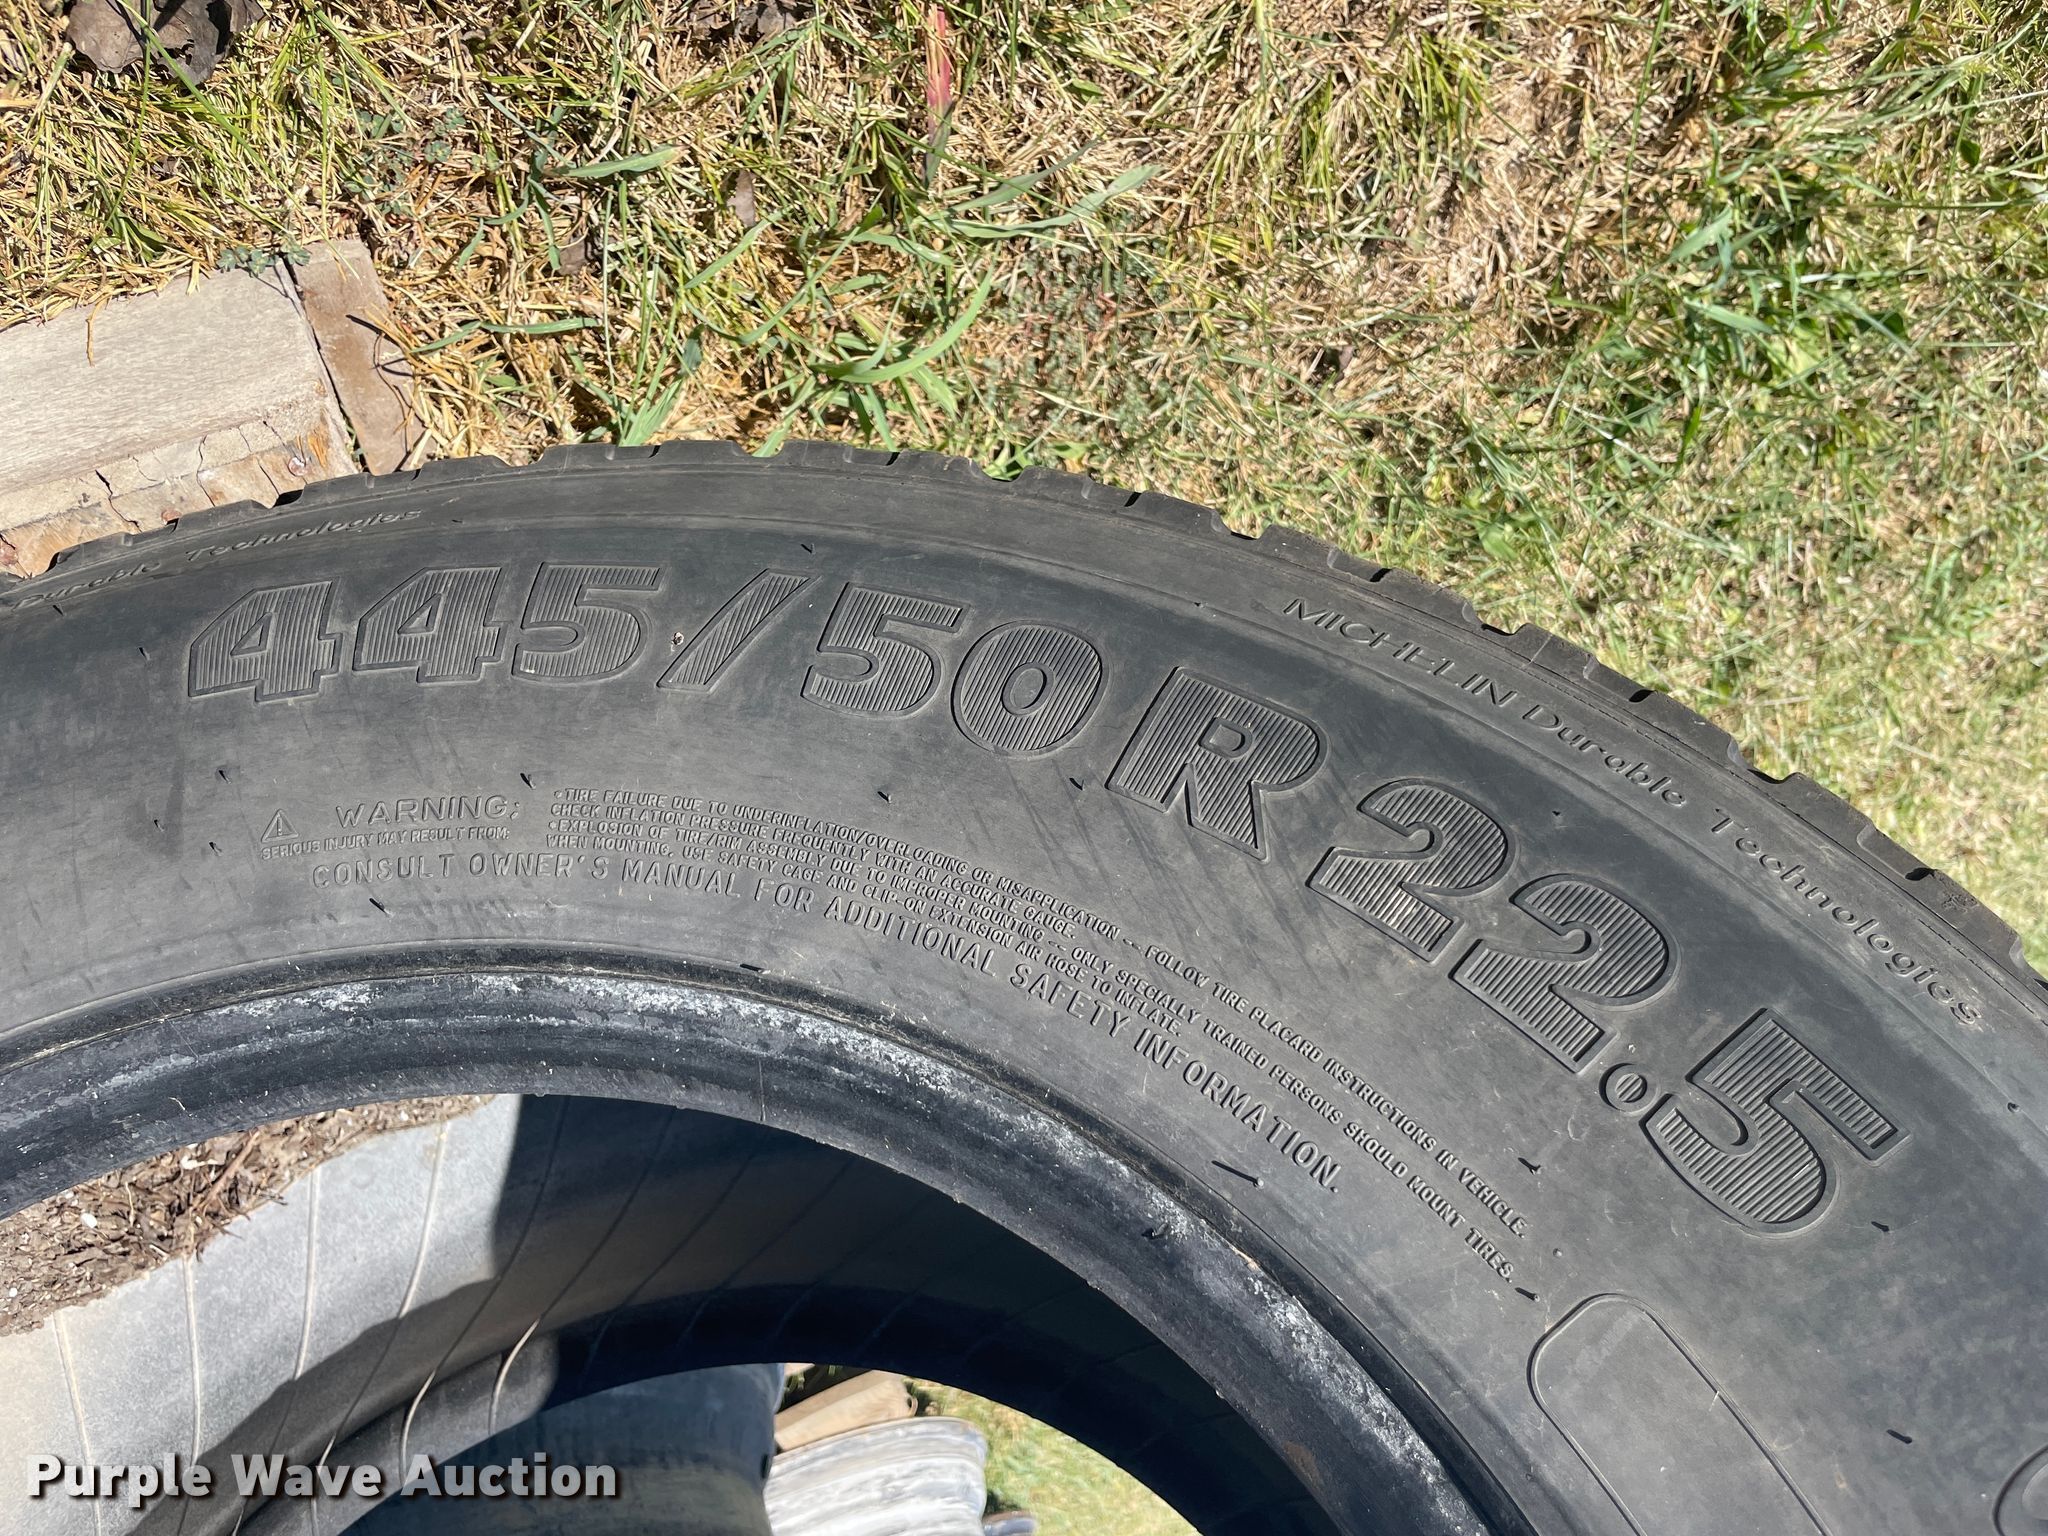 Durable Technologies
MICHELIN Durable Technologies
445/50 R 22.5
WARNING:
SERIOUS INJURY MAY RESULT FROM:
• TIRE FAILURE DUE TO UNDERINFLATION/OVERLOADING OR MISAPPLICATION -- FOLLOW TIRE PLACARD INSTRUCTIONS IN VEHICLE.
CHECK INFLATION PRESSURE FREQUENTLY WITH AN ACCURATE GAUGE.
• EXPLOSION OF TIRE/RIM ASSEMBLY DUE TO IMPROPER MOUNTING -- ONLY SPECIALLY TRAINED PERSONS SHOULD MOUNT TIRES.
WHEN MOUNTING, USE SAFETY CAGE AND CLIP-ON EXTENSION AIR HOSE TO INFLATE.
CONSULT OWNER'S MANUAL FOR ADDITIONAL SAFETY INFORMATION.
Purple Wave Auction